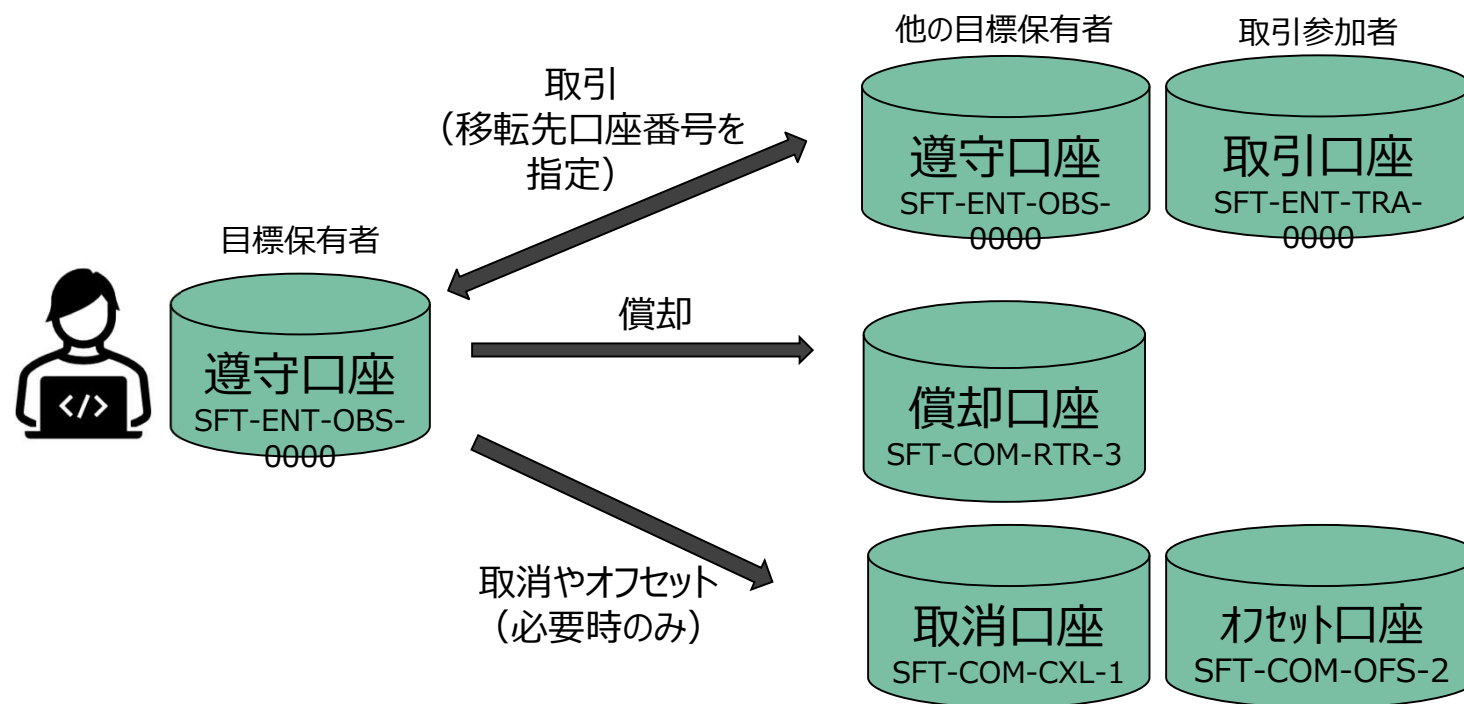 他の目標保有者
取引参加者
取引
（移転先口座番号を
指定）
遵守口座
SFT-ENT-OBS-
0000
取引口座
SFT-ENT-TRA-
0000
目標保有者
</>
遵守口座
SFT-ENT-OBS-
0000
償却
償却口座
SFT-COM-RTR-3
取消やオフセット
（必要時のみ）
取消口座
SFT-COM-CXL-1
オフセット口座
SFT-COM-OFS-2